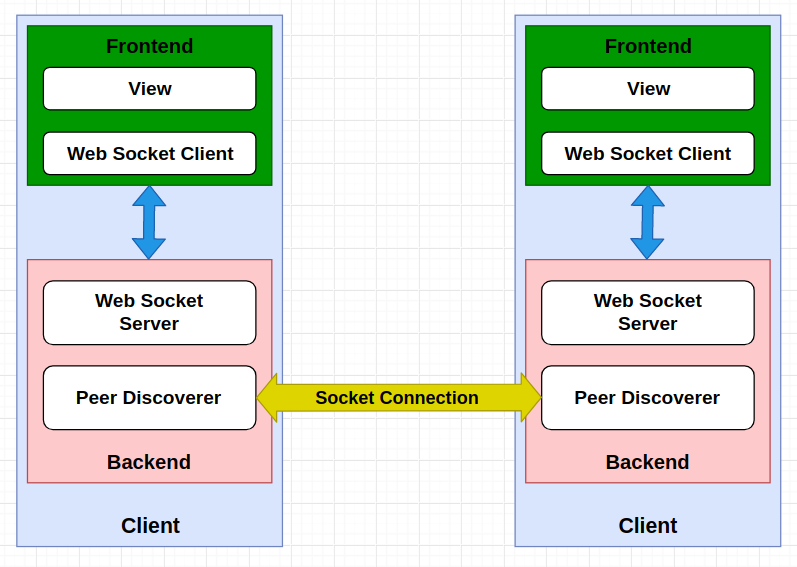 Frontend
View
Web Socket Client
Web Socket
Server
Peer Discoverer
Backend
Client
Socket Connection
Frontend
View
Web Socket Client
Web Socket
Server
Peer Discoverer
Backend
Client